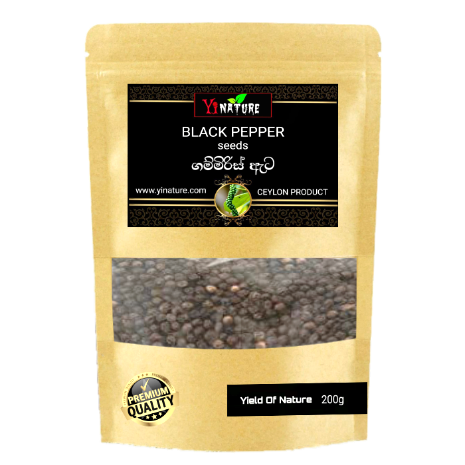 YiNATURE
BLACK PEPPER
seeds
ගම්මිරිස් ඇට
www.yinature.com
CEYLON PRODUCT
PREMIUM
QUALITY
Yield Of Nature 200g